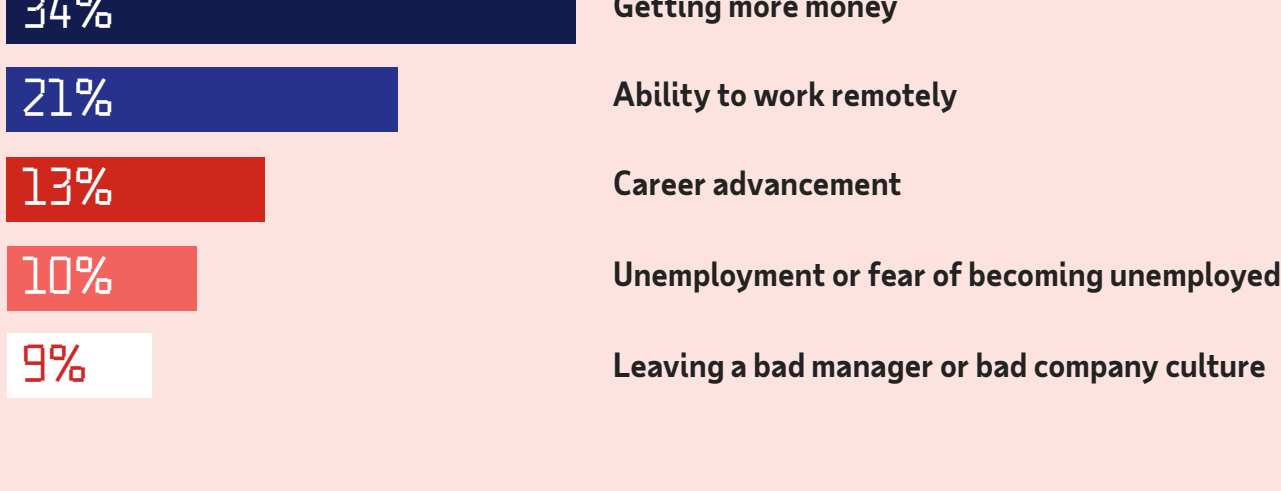 34% Getting more money
21% Ability to work remotely
13% Career advancement
10% Unemployment or fear of becoming unemployed
9% Leaving a bad manager or bad company culture